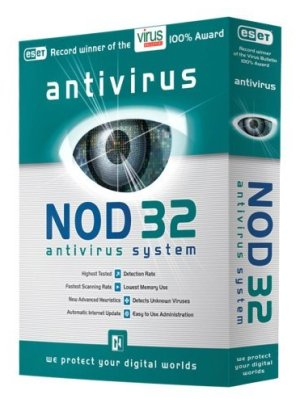 eset
Record winner of the virus BULLETIN 100% Award
antivirus
NOD 32
antivirus system
Highest Tested Detection Rate
Fastest Scanning Rate Lowest Memory Use
New Advanced Heuristics Detects Unknown Viruses
Automatic Internet Update Easy to Use Administration
we protect your digital worlds
eset
Record winner
of the Virus Bulletin
100% Award
antivirus
NOD 32
antivirus
system
we protect your
digital worlds